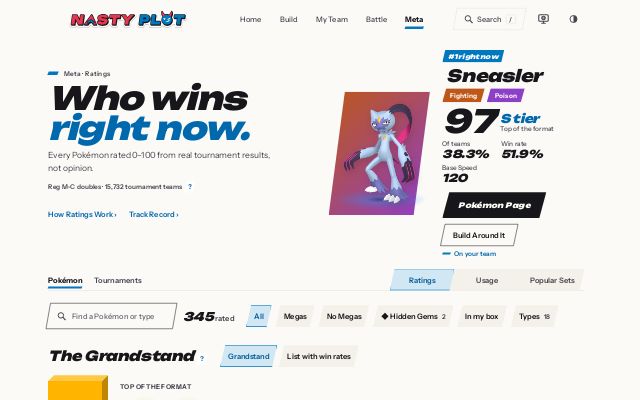 NASTY PLOT
Home
Build
My Team
Battle
Meta
Search /
Meta · Ratings
Who wins
right now.
Every Pokémon rated 0–100 from real tournament results,
not opinion.
Reg M-C doubles · 15,732 tournament teams ?
How Ratings Work ›
Track Record ›
#1 right now
Sneasler
Fighting
Poison
97
S tier
Top of the format
Of teams
38.3%
Win rate
51.9%
Base Speed
120
Pokémon Page
Build Around It
On your team
Pokémon
Tournaments
Ratings
Usage
Popular Sets
Find a Pokémon or type
345 rated
All
Megas
No Megas
◆ Hidden Gems 2
In my box
Types 18
The Grandstand ?
Grandstand
List with win rates
TOP OF THE FORMAT